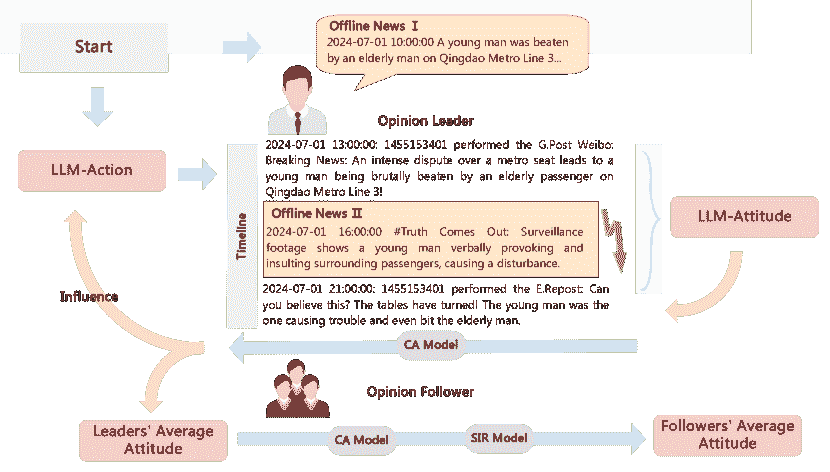 Start
Offline News Ⅰ
2024-07-01 10:00:00 A young man was beaten
by an elderly man on Qingdao Metro Line 3...
Opinion Leader
LLM-Action
Timeline
2024-07-01 13:00:00: 1455153401 performed the G.Post Weibo:
Breaking News: An intense dispute over a metro seat leads to a
young man being brutally beaten by an elderly passenger on
Qingdao Metro Line 3!
Offline News Ⅱ
2024-07-01 16:00:00 #Truth Comes Out: Surveillance
footage shows a young man verbally provoking and
insulting surrounding passengers, causing a disturbance.
2024-07-01 21:00:00: 1455153401 performed the E.Repost: Can
you believe this? The tables have turned! The young man was the
one causing trouble and even bit the elderly man.
LLM-Attitude
Influence
CA Model
Opinion Follower
Leaders' Average
Attitude
CA Model
SIR Model
Followers' Average
Attitude